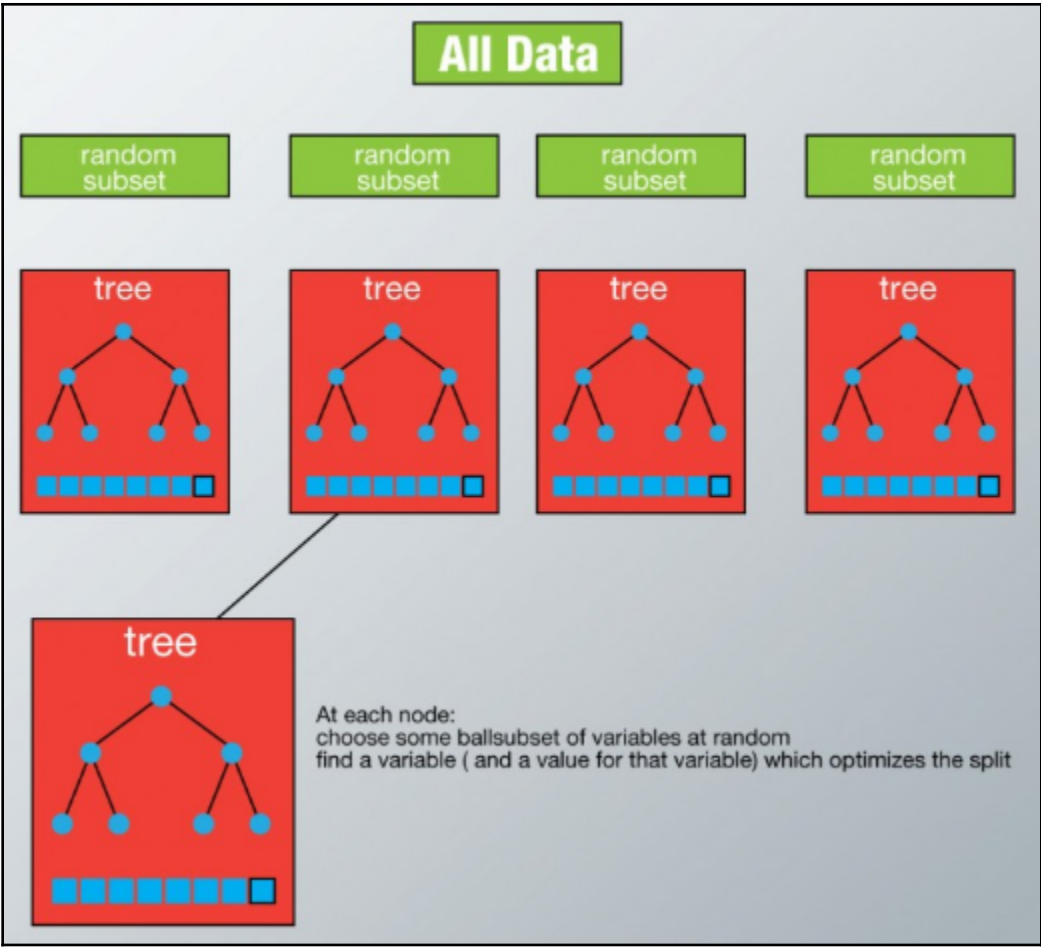 All Data
random
subset
random
subset
random
subset
random
subset
tree
tree
tree
tree
tree
At each node:
choose some ballsubset of variables at random
find a variable ( and a value for that variable) which optimizes the split